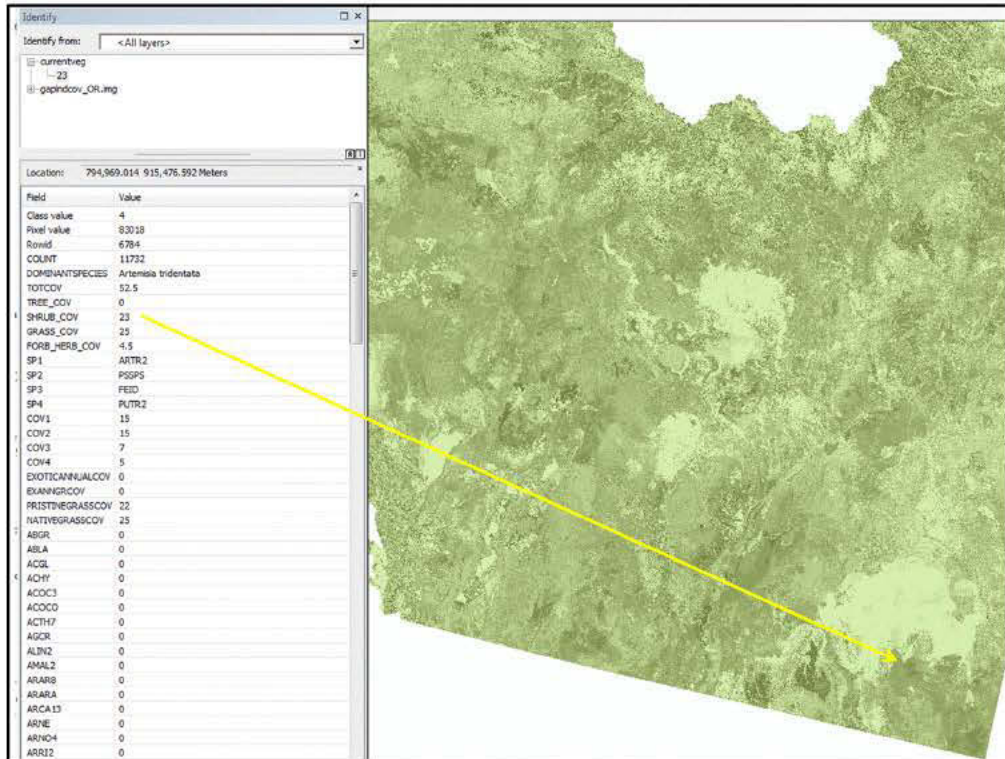 Identify
Identify from: <All layers>
currentveg
23
gapindcov_OR.img
Location: 794,969.014 915,476.592 Meters
Field Value
Class value 4
Pixel value 83018
Rowid 6784
COUNT 11732
DOMINANTSPECIES Artemisia tridentata
TOTCOV 52.5
TREE_COV 0
SHRUB_COV 23
GRASS_COV 25
FORB_HERB_COV 4.5
SP1 ARTR2
SP2 PSSPS
SP3 FEID
SP4 PUTR2
COV1 15
COV2 15
COV3 7
COV4 5
EXOTICANNUALCOV 0
EXANNGRCOV 0
PRISTINEGRASSCOV 22
NATIVEGRASSCOV 25
ABGR 0
ABLA 0
ACGL 0
ACHY 0
ACOC3 0
ACOCO 0
ACTH7 0
AGCR 0
ALIN2 0
AMAL2 0
ARAR8 0
ARARA 0
ARCA13 0
ARNE 0
ARNO4 0
ARRI2 0